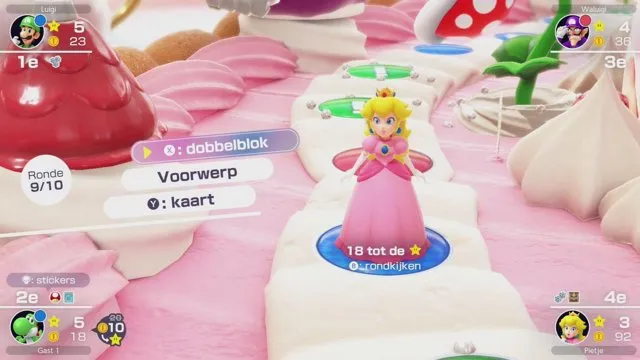 Luigi
5
23
1e
Waluigi
4
36
3e
Ronde
9/10
X: dobbelblok
Voorwerp
Y: kaart
18 tot de
R: rondkijken
: stickers
2e
5
18
Gast 1
20
10
4e
3
92
Pietje